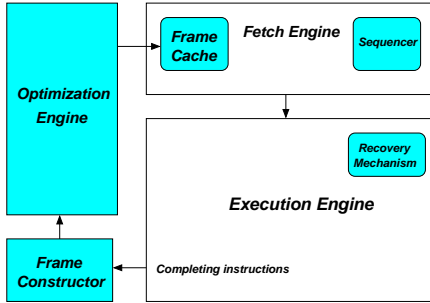 Frame
Cache
Fetch Engine
Sequencer
Optimization
Engine
Recovery
Mechanism
Execution Engine
Frame
Constructor
Completing instructions